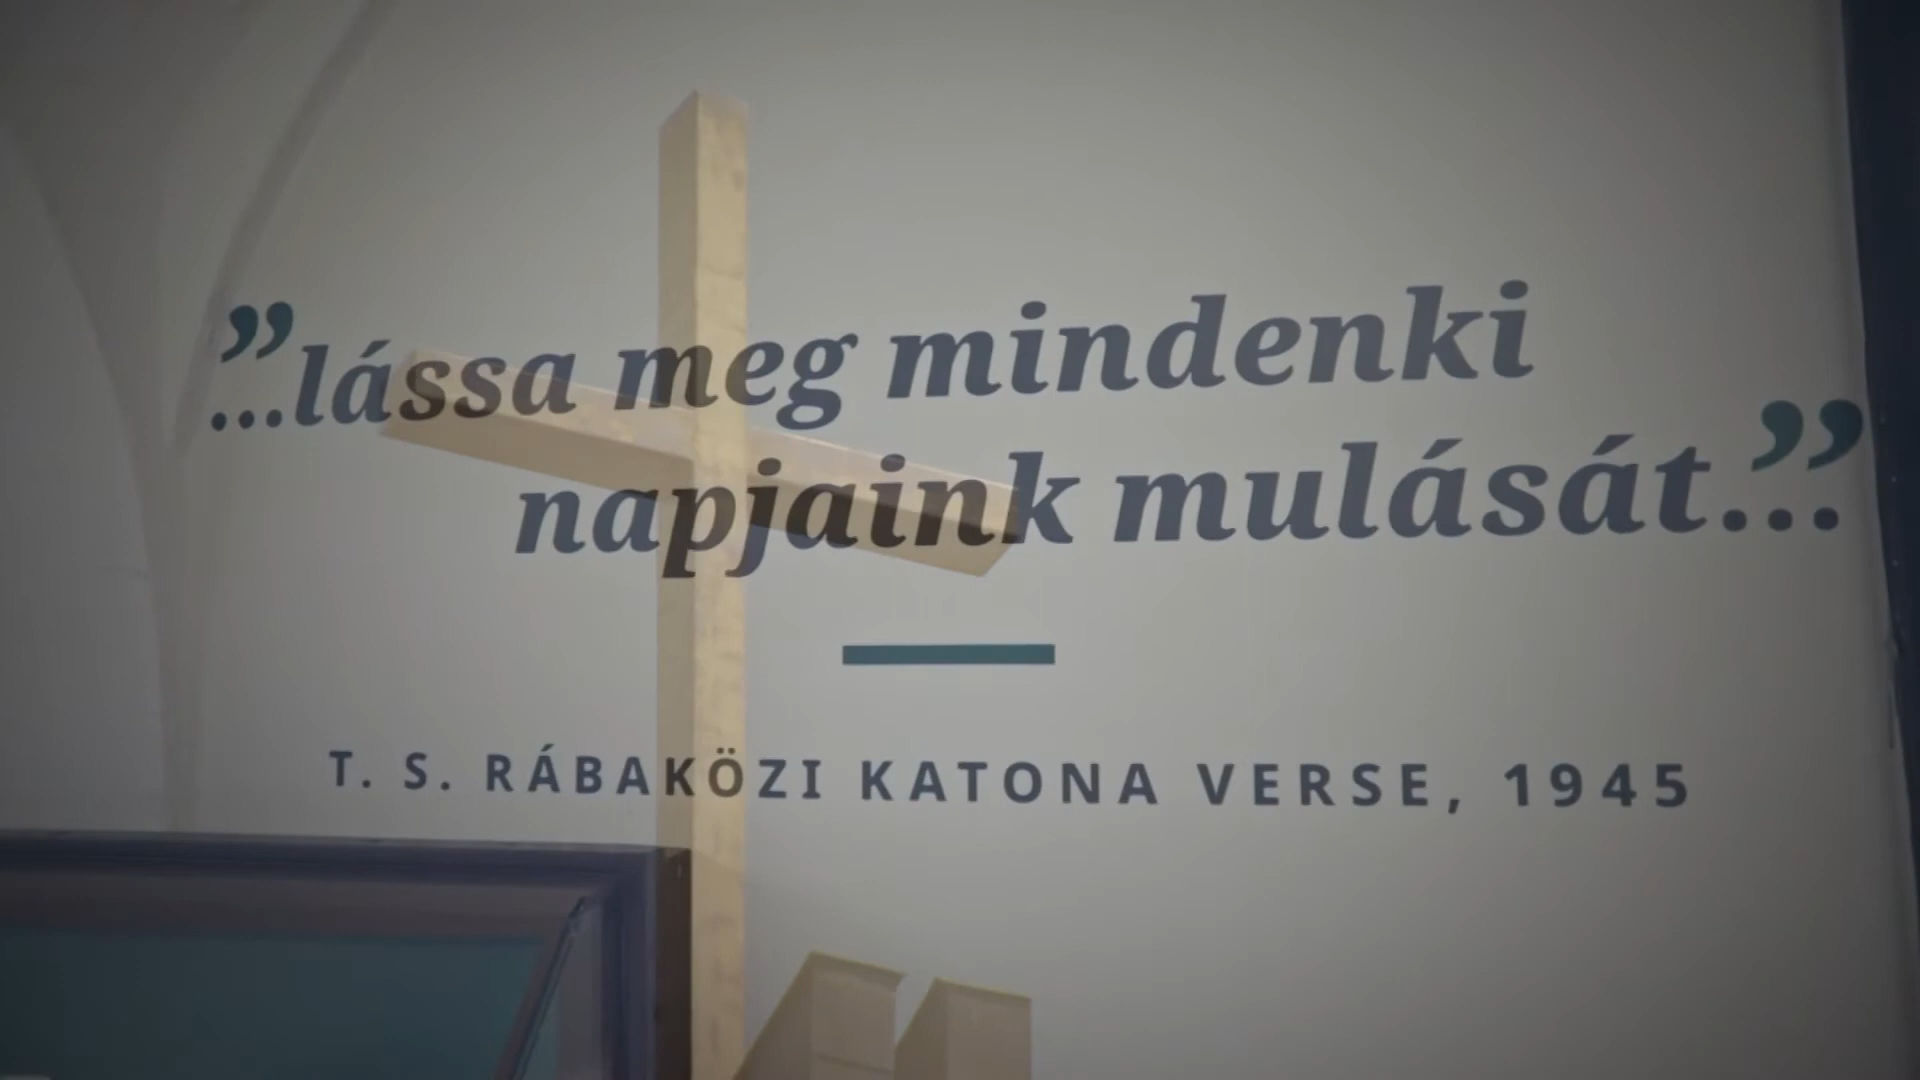 ”...lássa meg mindenki
napjaink mulását...”
T. S. RÁBAKÖZI KATONA VERSE, 1945